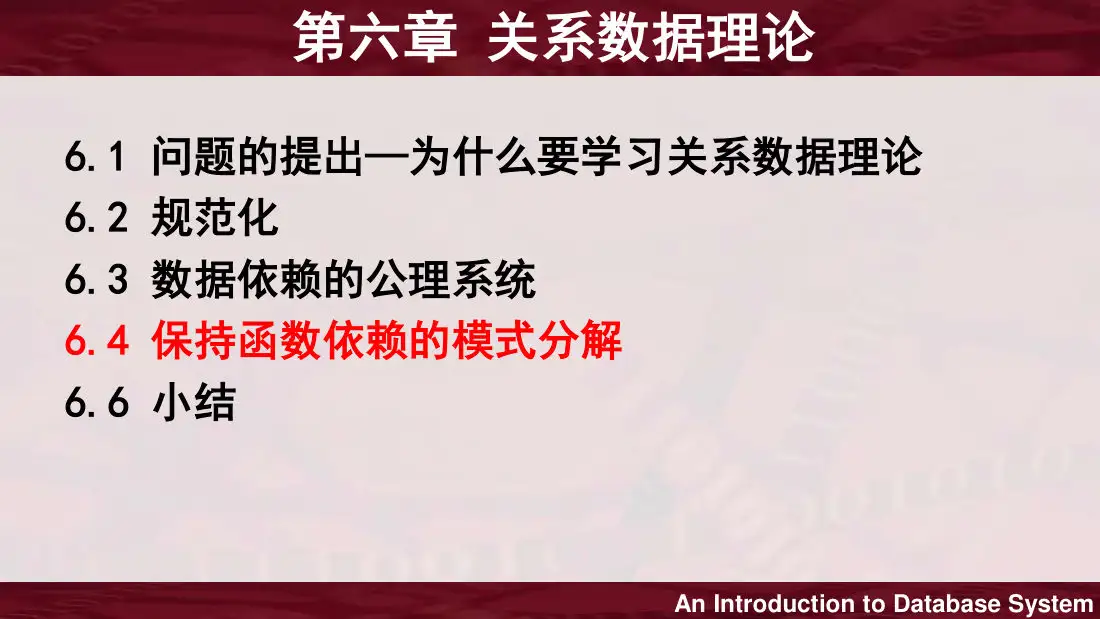 第六章 关系数据理论
6.1 问题的提出—为什么要学习关系数据理论
6.2 规范化
6.3 数据依赖的公理系统
6.4 保持函数依赖的模式分解
6.6 小结
An Introduction to Database System